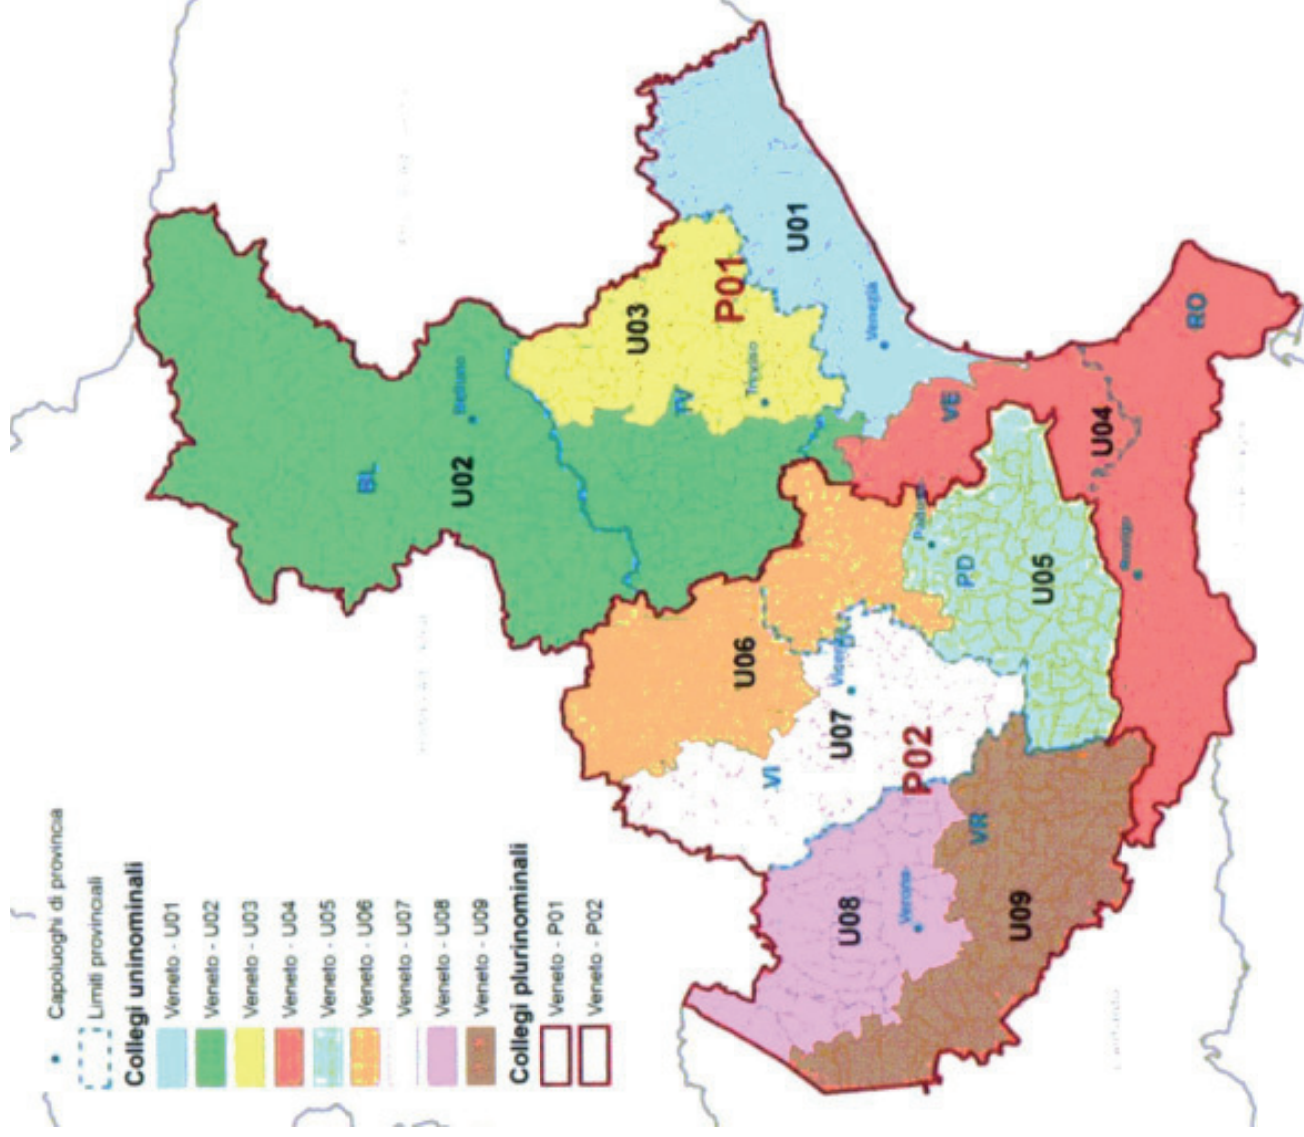 Capoluoghi di provincia
Limiti provinciali
Collegi uninominali
Veneto - U01
Veneto - U02
Veneto - U03
Veneto - U04
Veneto - U05
Veneto - U06
Veneto - U07
Veneto - U08
Veneto - U09
Collegi plurinominali
Veneto - P01
Veneto - P02
BL
U02
Belluno
U03
TV
Treviso
P01
U01
Venezia
VE
U04
RO
Rovigo
U05
PD
Padova
U06
Vicenza
VI
U07
P02
U08
Verona
VR
U09